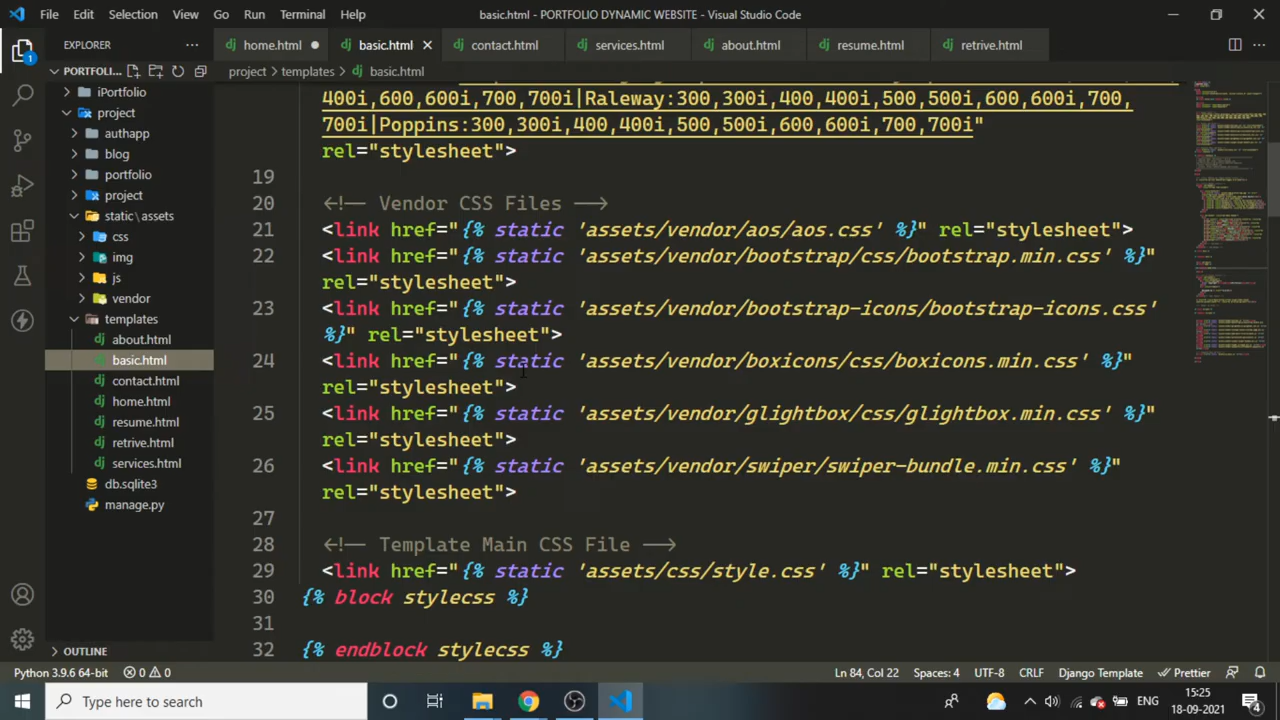 File Edit Selection View Go Run Terminal Help basic.html - PORTFOLIO DYNAMIC WEBSITE - Visual Studio Code
EXPLORER home.html basic.html contact.html services.html about.html resume.html retrive.html
PORTFOLI... project > templates > basic.html
iPortfolio
project
authapp
blog
portfolio
project
static\assets
css
img
js
vendor
templates
about.html
basic.html
contact.html
home.html
resume.html
retrive.html
services.html
db.sqlite3
manage.py
OUTLINE
400i,600,600i,700,700i|Raleway:300,300i,400,400i,500,500i,600,600i,700,
700i|Poppins:300,300i,400,400i,500,500i,600,600i,700,700i"
rel="stylesheet">
19
20 <!-- Vendor CSS Files -->
21 <link href="{% static 'assets/vendor/aos/aos.css' %}" rel="stylesheet">
22 <link href="{% static 'assets/vendor/bootstrap/css/bootstrap.min.css' %}"
rel="stylesheet">
23 <link href="{% static 'assets/vendor/bootstrap-icons/bootstrap-icons.css'
%}" rel="stylesheet">
24 <link href="{% static 'assets/vendor/boxicons/css/boxicons.min.css' %}"
rel="stylesheet">
25 <link href="{% static 'assets/vendor/glightbox/css/glightbox.min.css' %}"
rel="stylesheet">
26 <link href="{% static 'assets/vendor/swiper/swiper-bundle.min.css' %}"
rel="stylesheet">
27
28 <!-- Template Main CSS File -->
29 <link href="{% static 'assets/css/style.css' %}" rel="stylesheet">
30 {% block stylecss %}
31
32 {% endblock stylecss %}
Python 3.9.6 64-bit 0 0 Ln 84, Col 22 Spaces: 4 UTF-8 CRLF Django Template Prettier
Type here to search ENG 15:25
18-09-2021 4